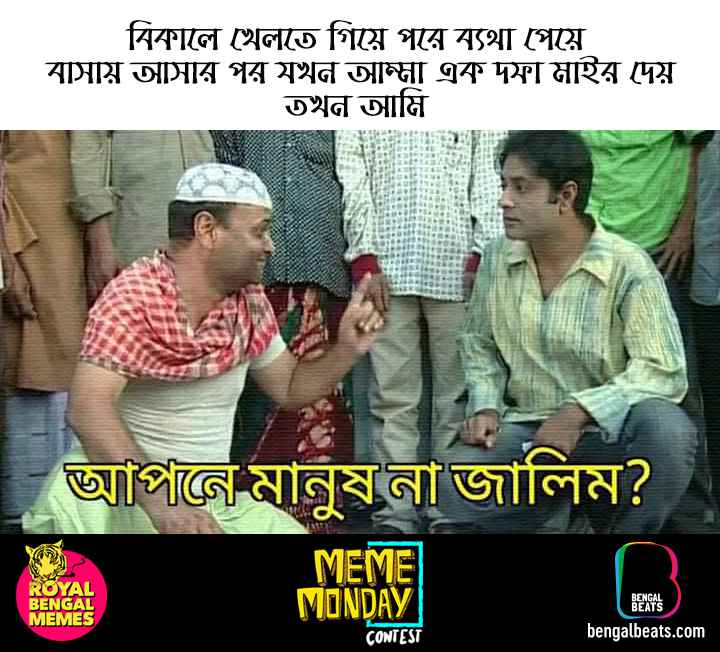 বিকালে খেলতে গিয়ে পরে ব্যথা পেয়ে
বাসায় আসার পর যখন আম্মা এক দফা মাইর দেয়
তখন আমি
আপনে মানুষ না জালিম?
ROYAL
BENGAL
MEMES
MEME
MONDAY
CONTEST
BENGAL
BEATS
bengalbeats.com